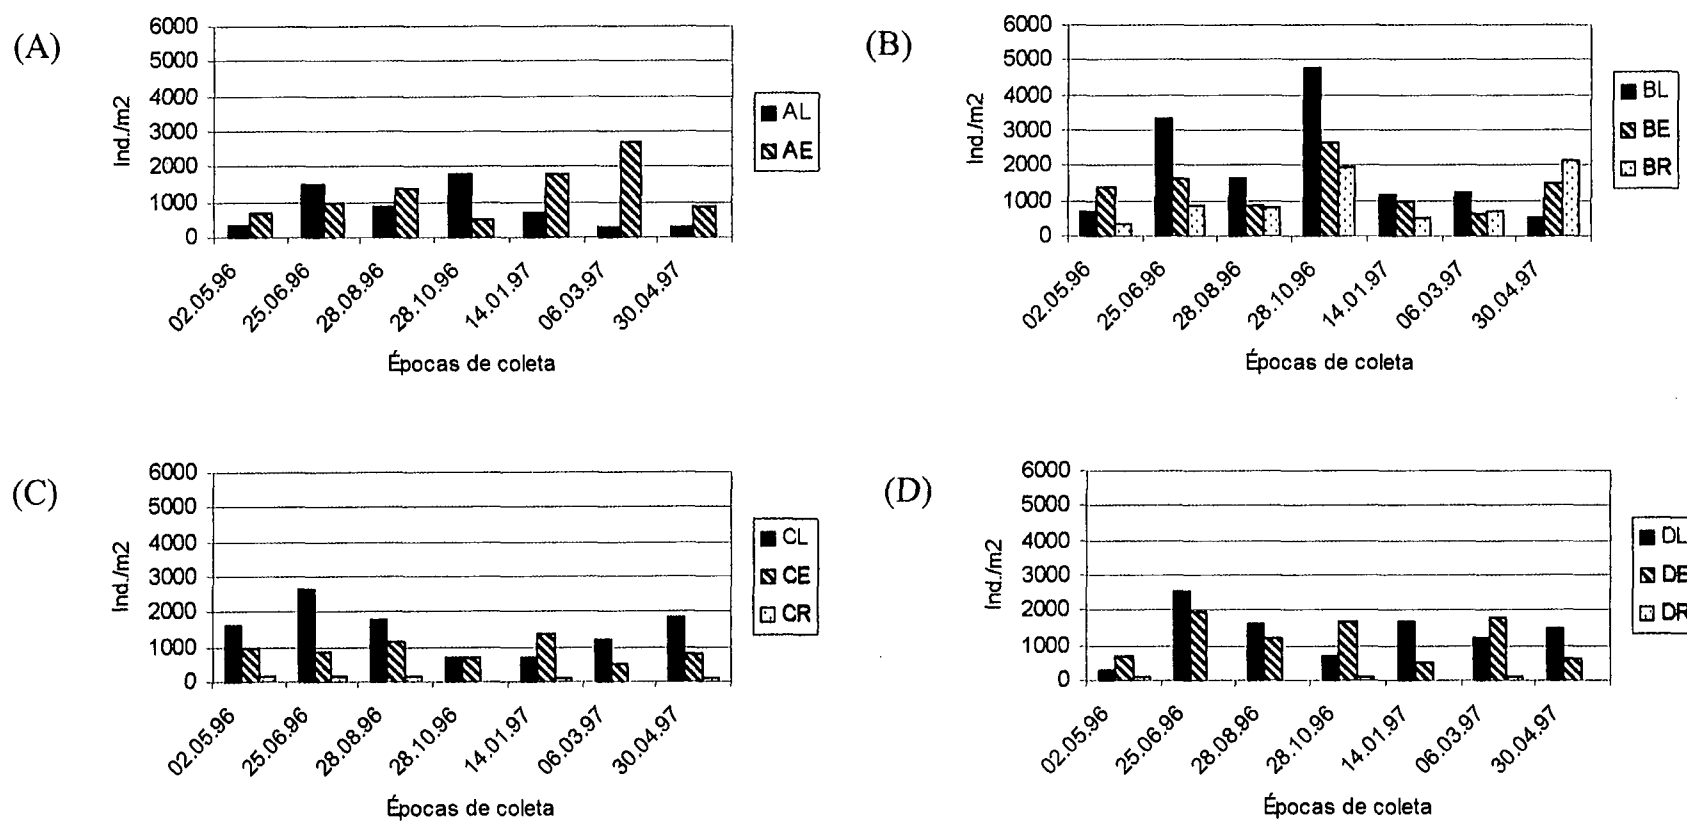 (A)
Ind./m2
6000
5000
4000
3000
2000
1000
0
02.05.96
25.06.96
28.08.96
28.10.96
14.01.97
06.03.97
30.04.97
Épocas de coleta
AL
AE
(B)
Ind./m2
6000
5000
4000
3000
2000
1000
0
02.05.96
25.06.96
28.08.96
28.10.96
14.01.97
06.03.97
30.04.97
Épocas de coleta
BL
BE
BR
(C)
Ind./m2
6000
5000
4000
3000
2000
1000
0
02.05.96
25.06.96
28.08.96
28.10.96
14.01.97
06.03.97
30.04.97
Épocas de coleta
CL
CE
CR
(D)
Ind./m2
6000
5000
4000
3000
2000
1000
0
02.05.96
25.06.96
28.08.96
28.10.96
14.01.97
06.03.97
30.04.97
Épocas de coleta
DL
DE
DR